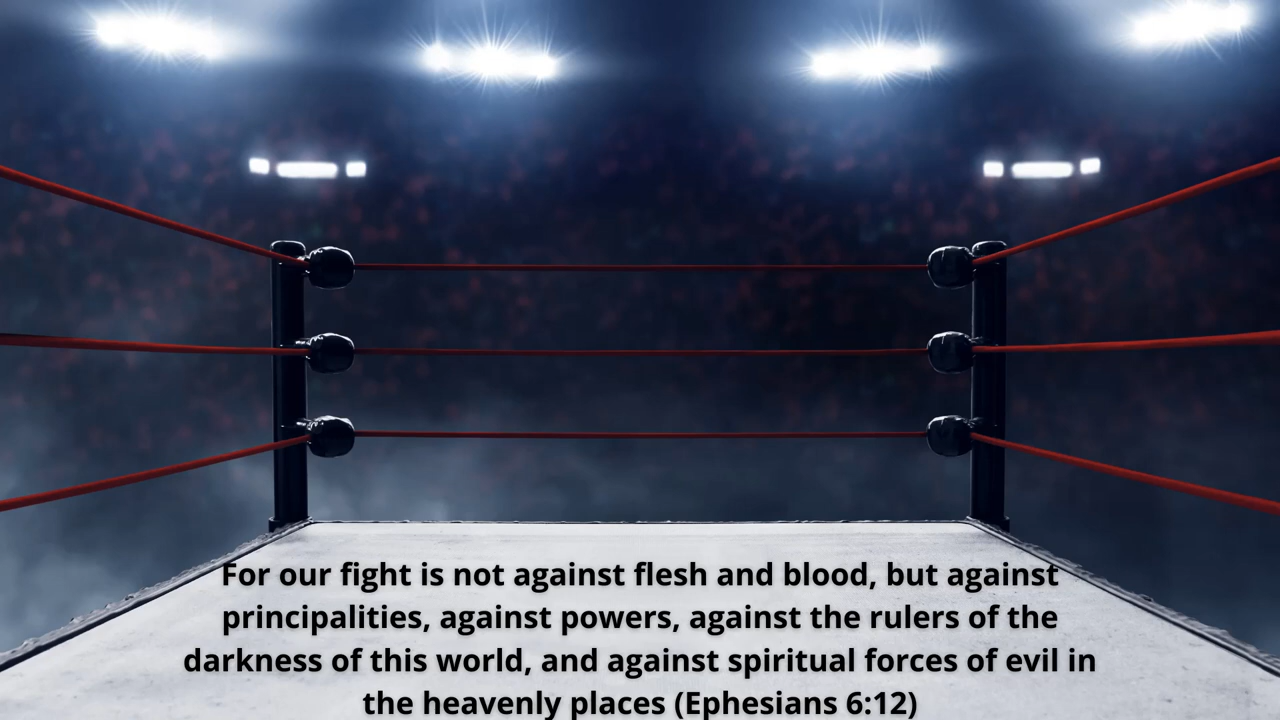 For our fight is not against flesh and blood, but against
principalities, against powers, against the rulers of the
darkness of this world, and against spiritual forces of evil in
the heavenly places (Ephesians 6:12)